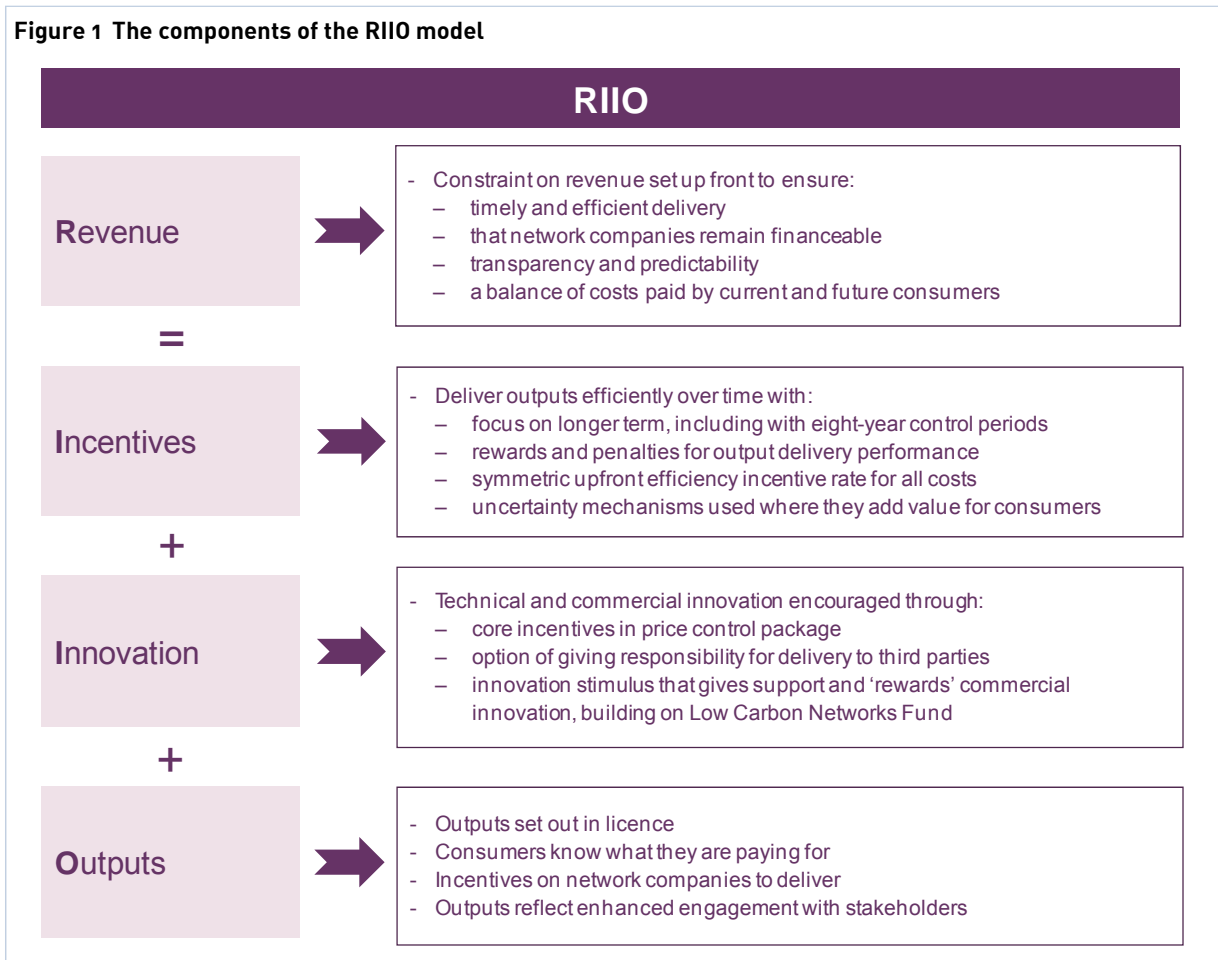 Figure 1 The components of the RIIO model
RIIO
Revenue
- Constraint on revenue set up front to ensure:
– timely and efficient delivery
– that network companies remain financeable
– transparency and predictability
– a balance of costs paid by current and future consumers
=
Incentives
- Deliver outputs efficiently over time with:
– focus on longer term, including with eight-year control periods
– rewards and penalties for output delivery performance
– symmetric upfront efficiency incentive rate for all costs
– uncertainty mechanisms used where they add value for consumers
+
Innovation
- Technical and commercial innovation encouraged through:
– core incentives in price control package
– option of giving responsibility for delivery to third parties
– innovation stimulus that gives support and ‘rewards’ commercial
innovation, building on Low Carbon Networks Fund
+
Outputs
- Outputs set out in licence
- Consumers know what they are paying for
- Incentives on network companies to deliver
- Outputs reflect enhanced engagement with stakeholders